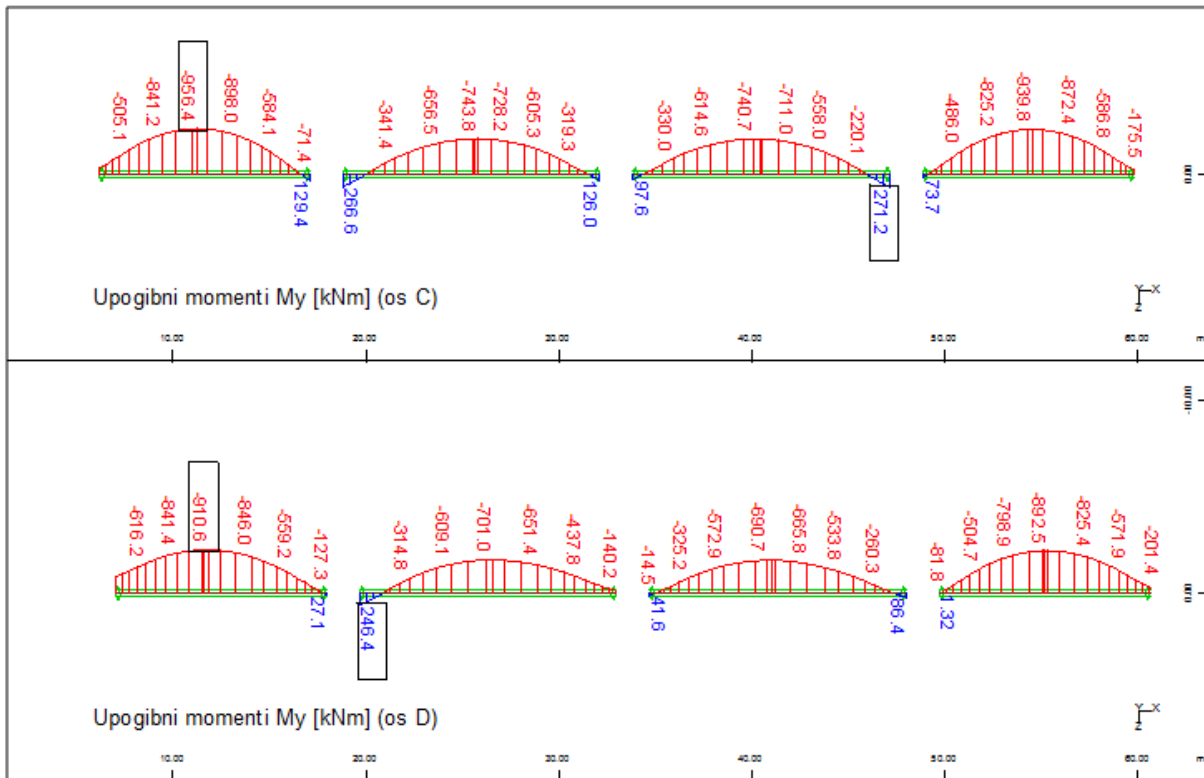 -505.1 -841.2 -956.4 -898.0 -584.1 -71.4 -341.4 -656.5 -743.8 -728.2 -605.3 -319.3 -330.0 -614.6 -740.7 -711.0 -558.0 -220.1 -486.0 -825.2 -939.8 -872.4 -586.8 -175.5
129.4 266.6 126.0 97.6 271.2 73.7
Upogibni momenti My [kNm] (os C)
Y X
Z
10.00 20.00 30.00 40.00 50.00 60.00 m
-616.2 -841.4 -910.6 -846.0 -559.2 -127.3 -314.8 -609.1 -701.0 -651.4 -437.8 -140.2 -14.5 -325.2 -572.9 -690.7 -665.8 -533.8 -260.3 -81.8 -504.7 -798.9 -892.5 -825.4 -571.9 -201.4
27.1 246.4 41.6 86.4 1.32
Upogibni momenti My [kNm] (os D)
Y X
Z
10.00 20.00 30.00 40.00 50.00 60.00 m